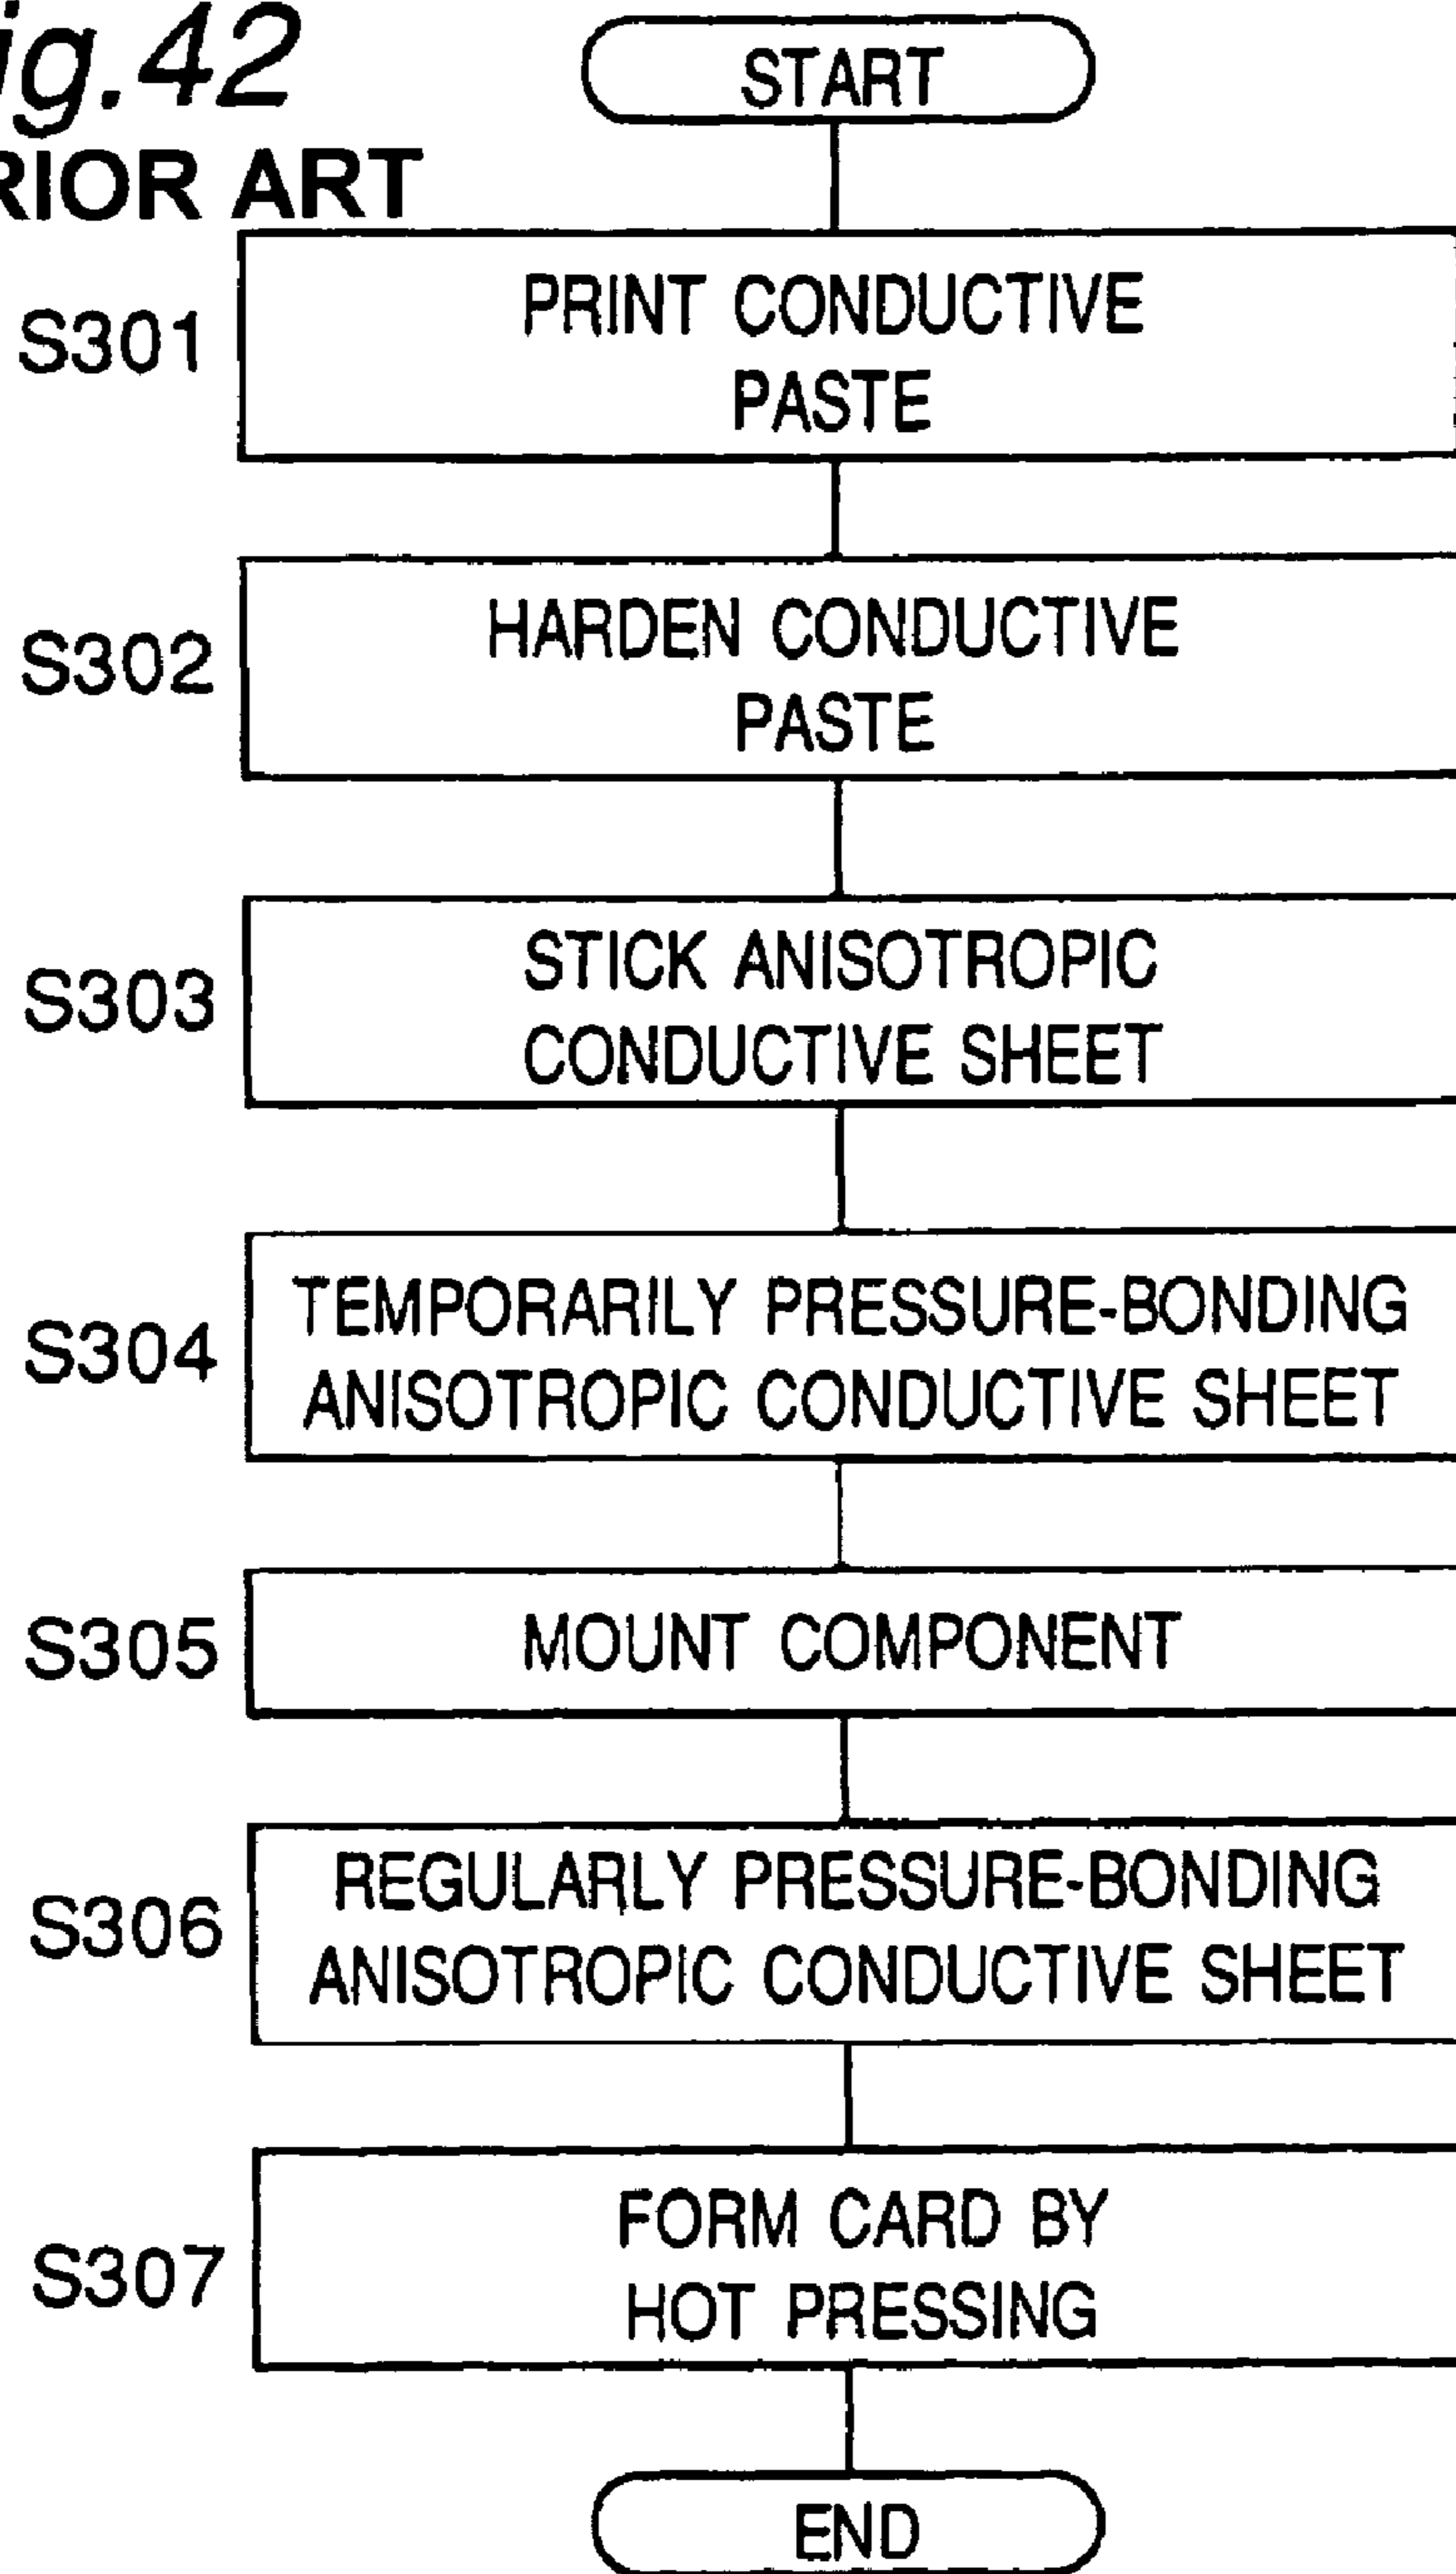 ig.42
RIOR ART
START
S301
PRINT CONDUCTIVE
PASTE
S302
HARDEN CONDUCTIVE
PASTE
S303
STICK ANISOTROPIC
CONDUCTIVE SHEET
S304
TEMPORARILY PRESSURE-BONDING
ANISOTROPIC CONDUCTIVE SHEET
S305
MOUNT COMPONENT
S306
REGULARLY PRESSURE-BONDING
ANISOTROPIC CONDUCTIVE SHEET
S307
FORM CARD BY
HOT PRESSING
END